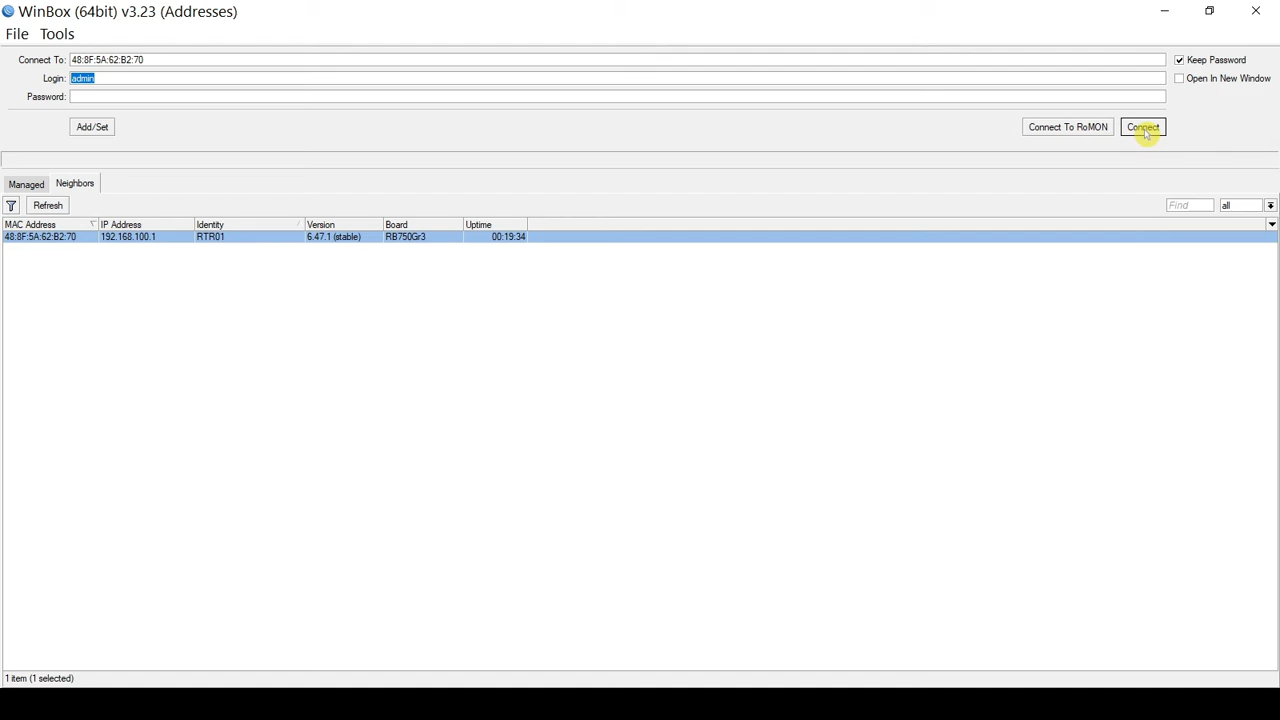 WinBox (64bit) v3.23 (Addresses)
File Tools
Connect To: 48:8F:5A:62:B2:70 Keep Password
Login: admin Open In New Window
Password:
Add/Set Connect To RoMON Connect
Managed Neighbors
Refresh Find all
MAC Address IP Address Identity Version Board Uptime
48:8F:5A:62:B2:70 192.168.100.1 RTR01 6.47.1 (stable) RB750Gr3 00:19:34
1 item (1 selected)